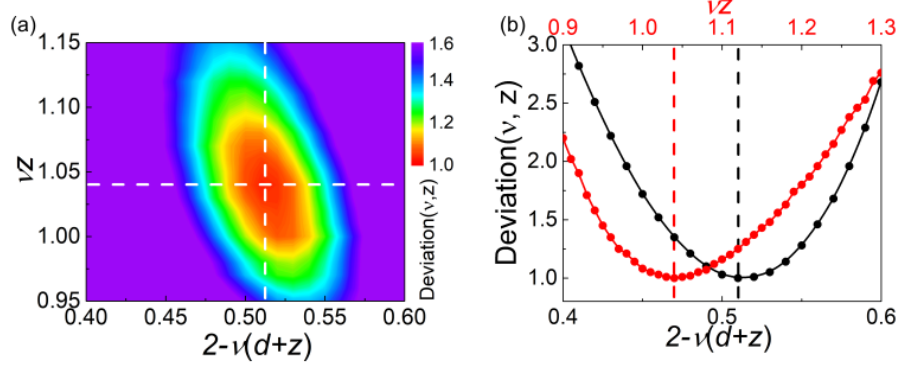 (a)
1.15
1.10
1.05
1.00
0.95
νz
0.40 0.45 0.50 0.55 0.60
2-ν(d+z)
1.6
1.4
1.2
1.0
Deviation(ν,z)
(b)
νz
0.9 1.0 1.1 1.2 1.3
3.0
2.5
2.0
1.5
1.0
Deviation(ν, z)
0.4 0.5 0.6
2-ν(d+z)